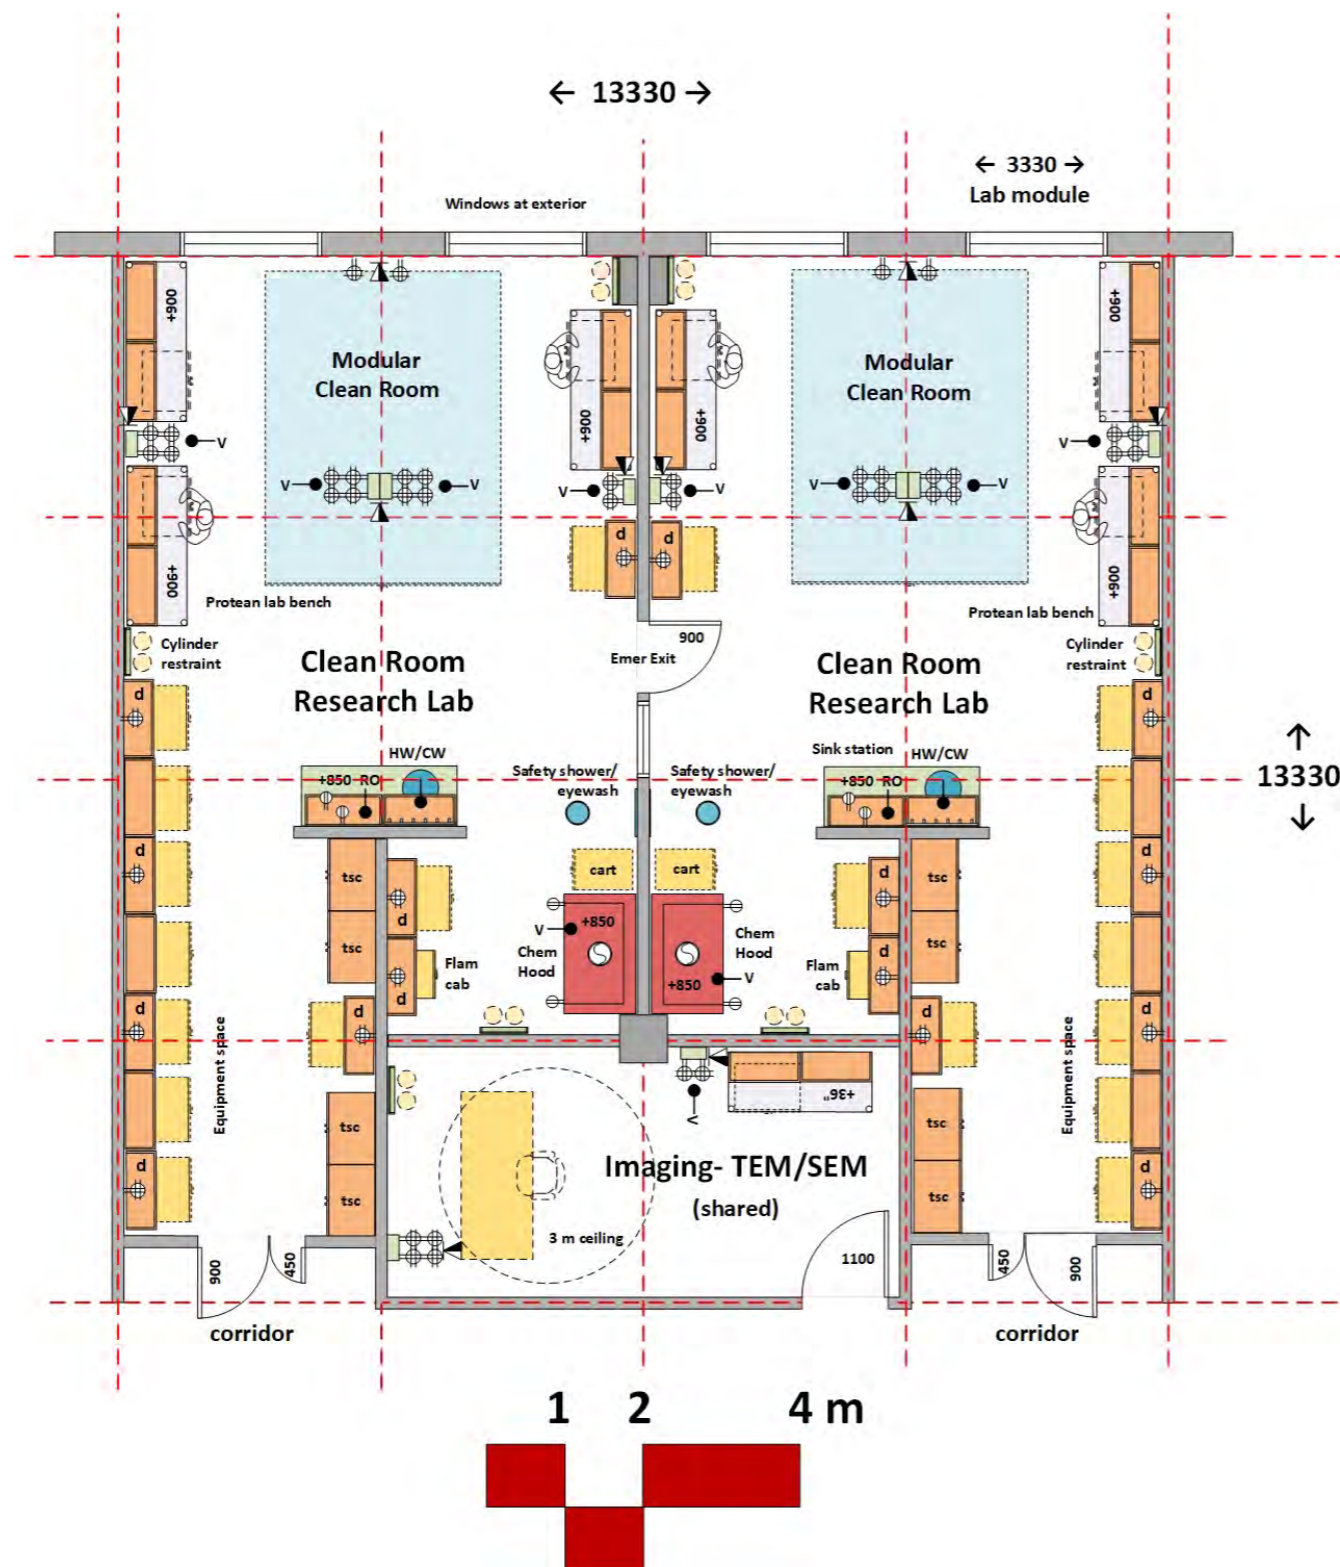 ← 13330 →
← 3330 →
Lab module
Windows at exterior
+900
+900
Modular
Clean Room
Modular
Clean Room
+900
+900
V
V
V
V
V
V
V
V
d
d
+900
+900
Protean lab bench
Protean lab bench
900
Cylinder
restraint
Emer Exit
Cylinder
restraint
Clean Room
Research Lab
Clean Room
Research Lab
d
d
↑
13330
↓
HW/CW
Sink station
HW/CW
+850 RO
Safety shower/
eyewash
Safety shower/
eyewash
+850 RO
d
tsc
d
cart
cart
d
tsc
d
tsc
d
V
+850
Chem
Hood
Chem
Hood
+850
V
Flam
cab
Flam
cab
d
tsc
d
d
d
d
Equipment space
Equipment space
+36"
V
tsc
tsc
tsc
tsc
d
d
Imaging- TEM/SEM
(shared)
3 m ceiling
900
450
1100
450
900
corridor
corridor
1 2 4 m